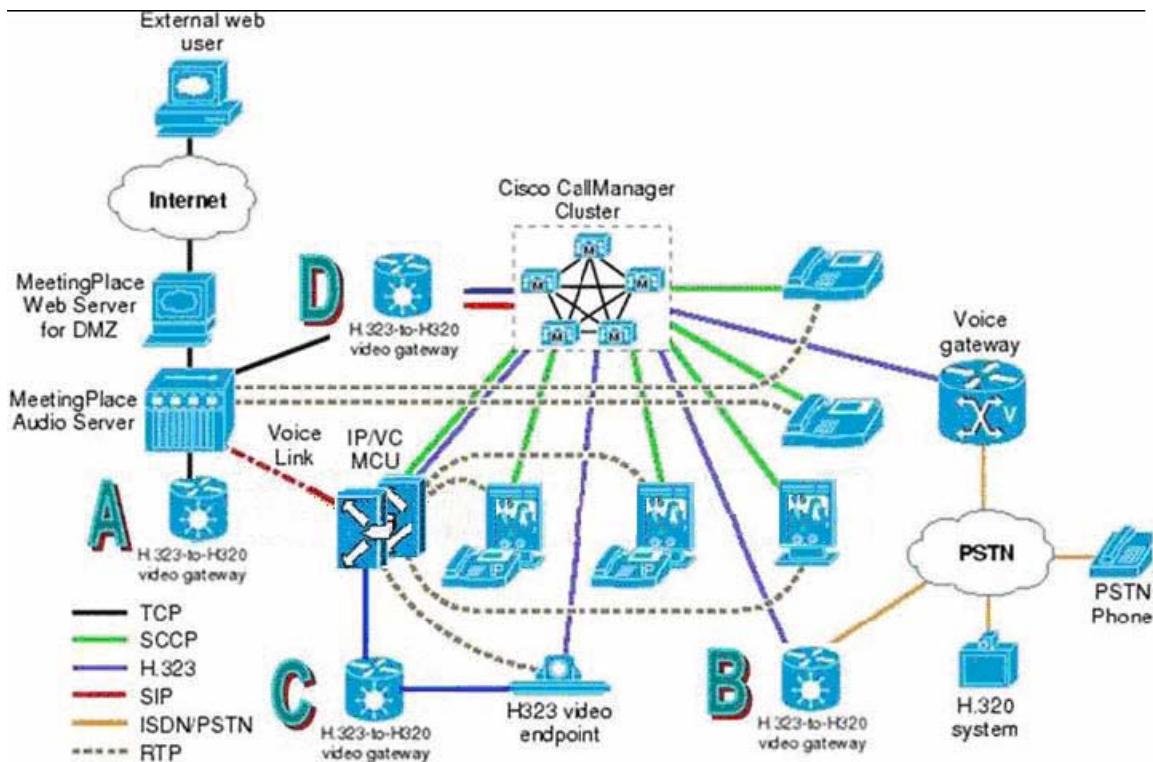 External web
user
Internet
MeetingPlace
Web Server
for DMZ
MeetingPlace
Audio Server
D
H.323-to-H320
video gateway
Cisco CallManager
Cluster
M
M
M
M
M
Voice
gateway
V
Voice
Link
IP/VC
MCU
A
H.323-to-H320
video gateway
IP
IP
PSTN
PSTN
Phone
H.320
system
B
H.323-to-H320
video gateway
C
H.323-to-H320
video gateway
H323 video
endpoint
TCP
SCCP
H.323
SIP
ISDN/PSTN
RTP